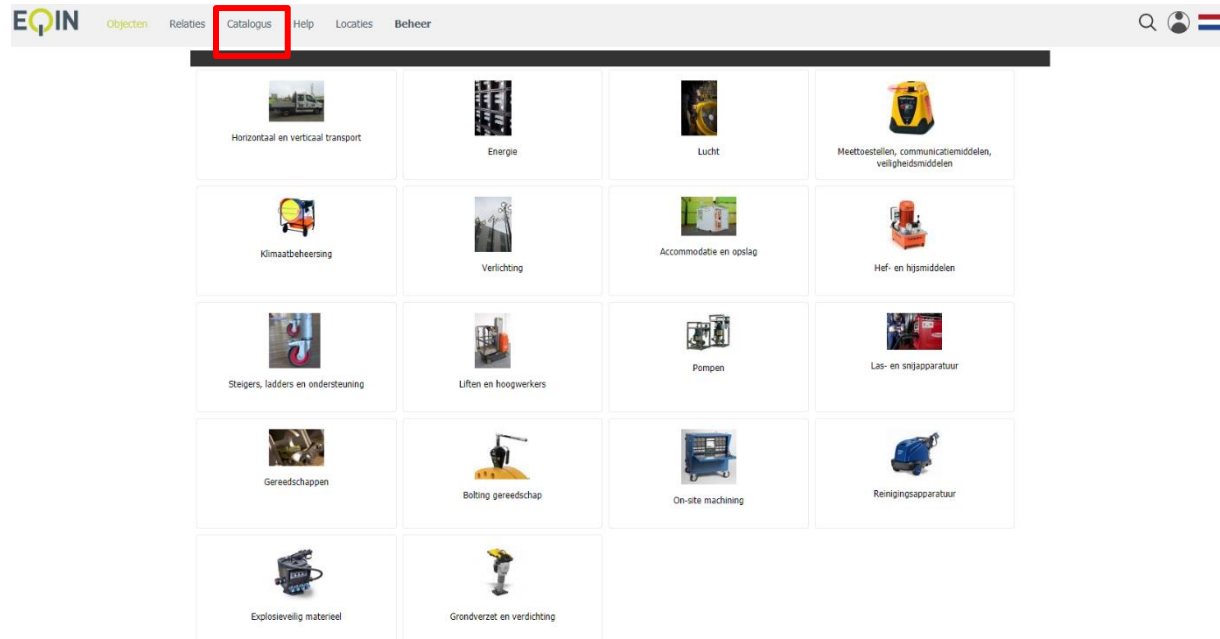 EQIN
Objecten Relaties Catalogus Help Locaties Beheer
Horizontaal en verticaal transport
Energie
Lucht
Meettoestellen, communicatiemiddelen,
veiligheidsmiddelen
Klimaatbeheersing
Verlichting
Accommodatie en opslag
Hef- en hijsmiddelen
Steigers, ladders en ondersteuning
Liften en hoogwerkers
Pompen
Las- en snijapparatuur
Gereedschappen
Bolting gereedschap
On-site machining
Reinigingsapparatuur
Explosieveilig materieel
Grondverzet en verdichting